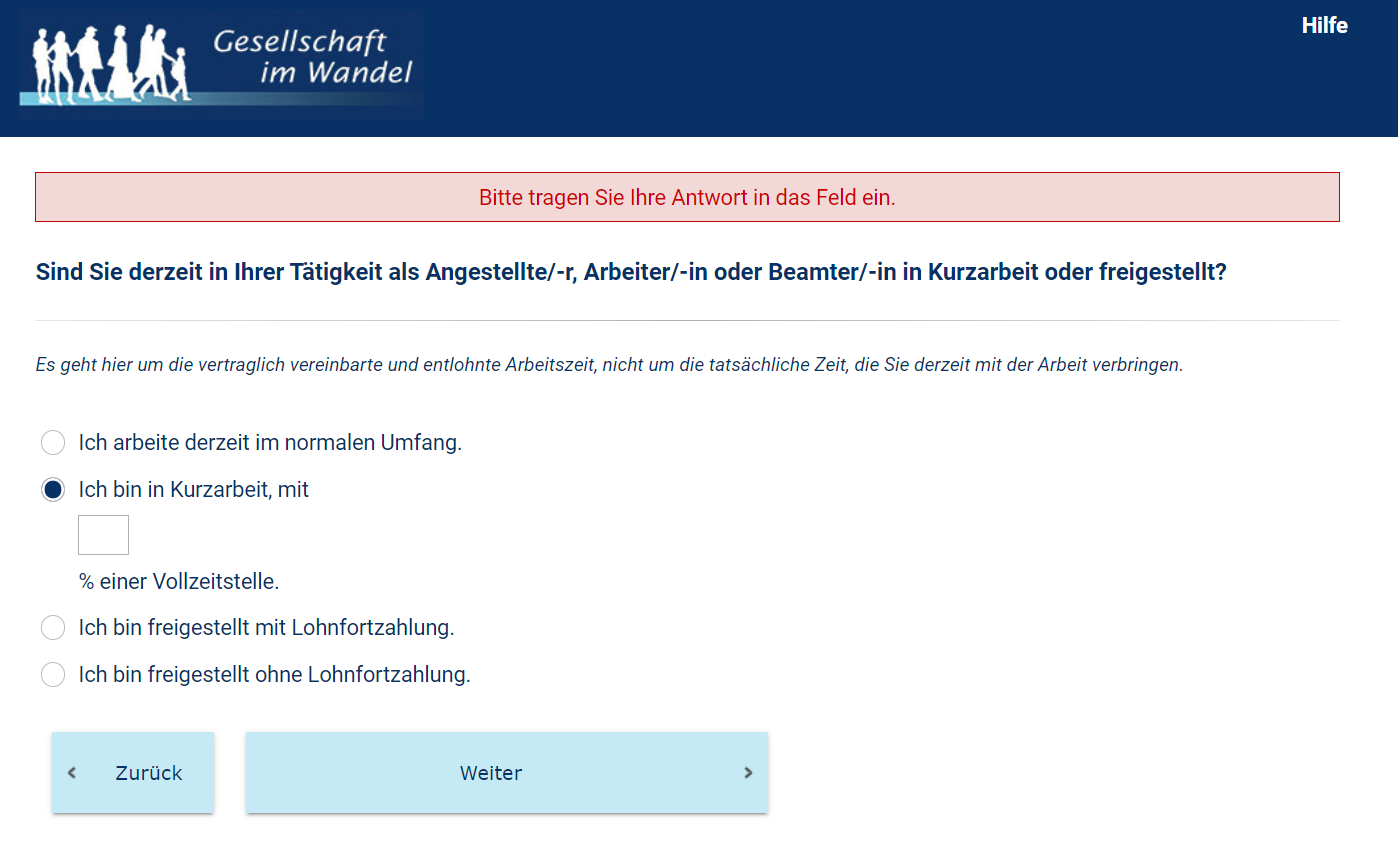 Gesellschaft
im Wandel
Hilfe
Bitte tragen Sie Ihre Antwort in das Feld ein.
Sind Sie derzeit in Ihrer Tätigkeit als Angestellte/-r, Arbeiter/-in oder Beamter/-in in Kurzarbeit oder freigestellt?
Es geht hier um die vertraglich vereinbarte und entlohnte Arbeitszeit, nicht um die tatsächliche Zeit, die Sie derzeit mit der Arbeit verbringen.
Ich arbeite derzeit im normalen Umfang.
Ich bin in Kurzarbeit, mit
% einer Vollzeitstelle.
Ich bin freigestellt mit Lohnfortzahlung.
Ich bin freigestellt ohne Lohnfortzahlung.
Zurück
Weiter